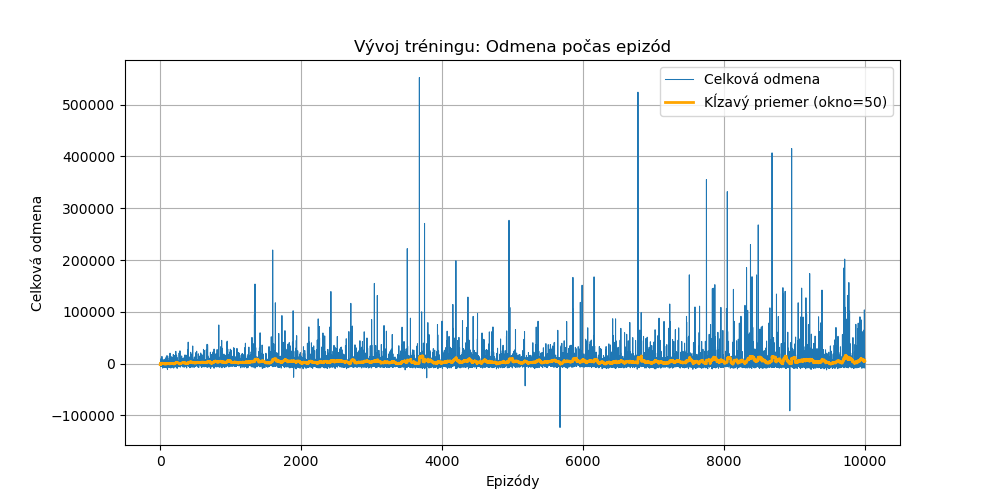 Vývoj tréningu: Odmena počas epizód
Celková odmena
Kĺzavý priemer (okno=50)
Celková odmena
500000
400000
300000
200000
100000
0
−100000
0
2000
4000
6000
8000
10000
Epizódy